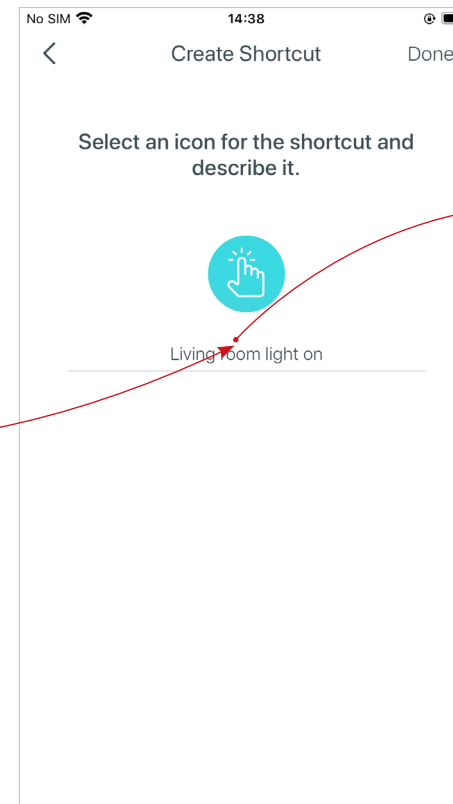 No SIM 14:38
Create Shortcut Done
Select an icon for the shortcut and
describe it.
Living room light on